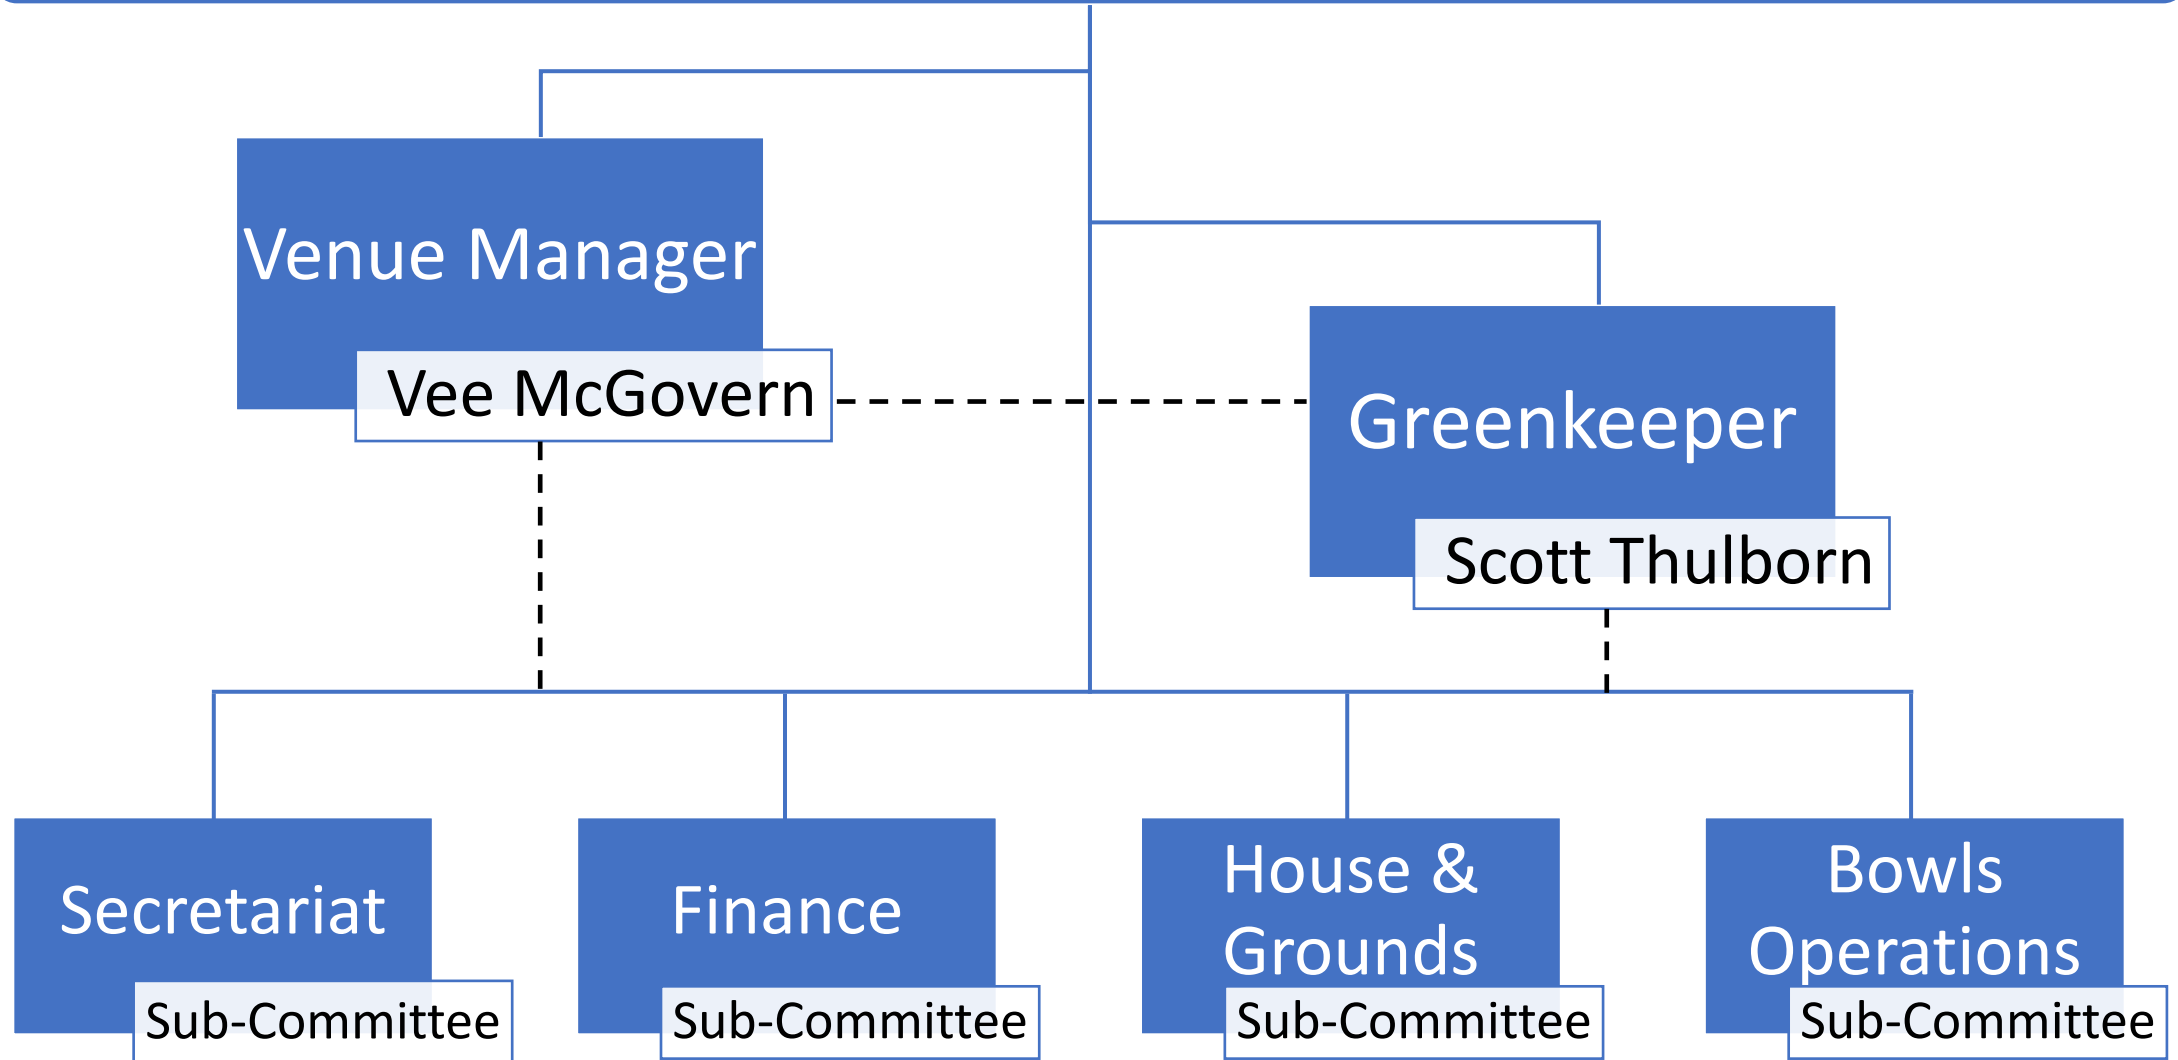 Venue Manager
Vee McGovern
Greenkeeper
Scott Thulborn
Secretariat
Sub-Committee
Finance
Sub-Committee
House &
Grounds
Sub-Committee
Bowls
Operations
Sub-Committee